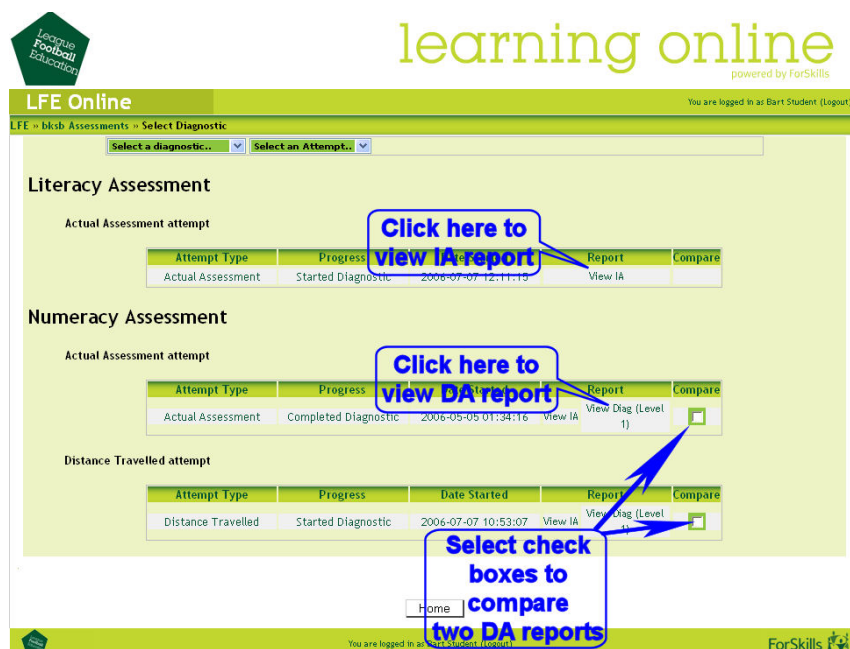 League
Football
Education
learning online
powered by ForSkills
LFE Online
You are logged in as Bart Student (Logout)
LFE » bksb Assessments » Select Diagnostic
Select a diagnostic.. Select an Attempt..
Literacy Assessment
Actual Assessment attempt
Click here to
view IA report
Attempt Type Progress Report Compare
Actual Assessment Started Diagnostic 2006-07-07 12:11:15 View IA
Numeracy Assessment
Actual Assessment attempt
Click here to
view DA report
Attempt Type Progress Report Compare
Actual Assessment Completed Diagnostic 2006-05-05 01:34:16 View IA View Diag (Level
1)
Distance Travelled attempt
Attempt Type Progress Date Started Report Compare
Distance Travelled Started Diagnostic 2006-07-07 10:53:07 View IA View Diag (Level
1)
Select check
boxes to
compare
two DA reports
Home
You are logged in as Bart Student (Logout)
ForSkills